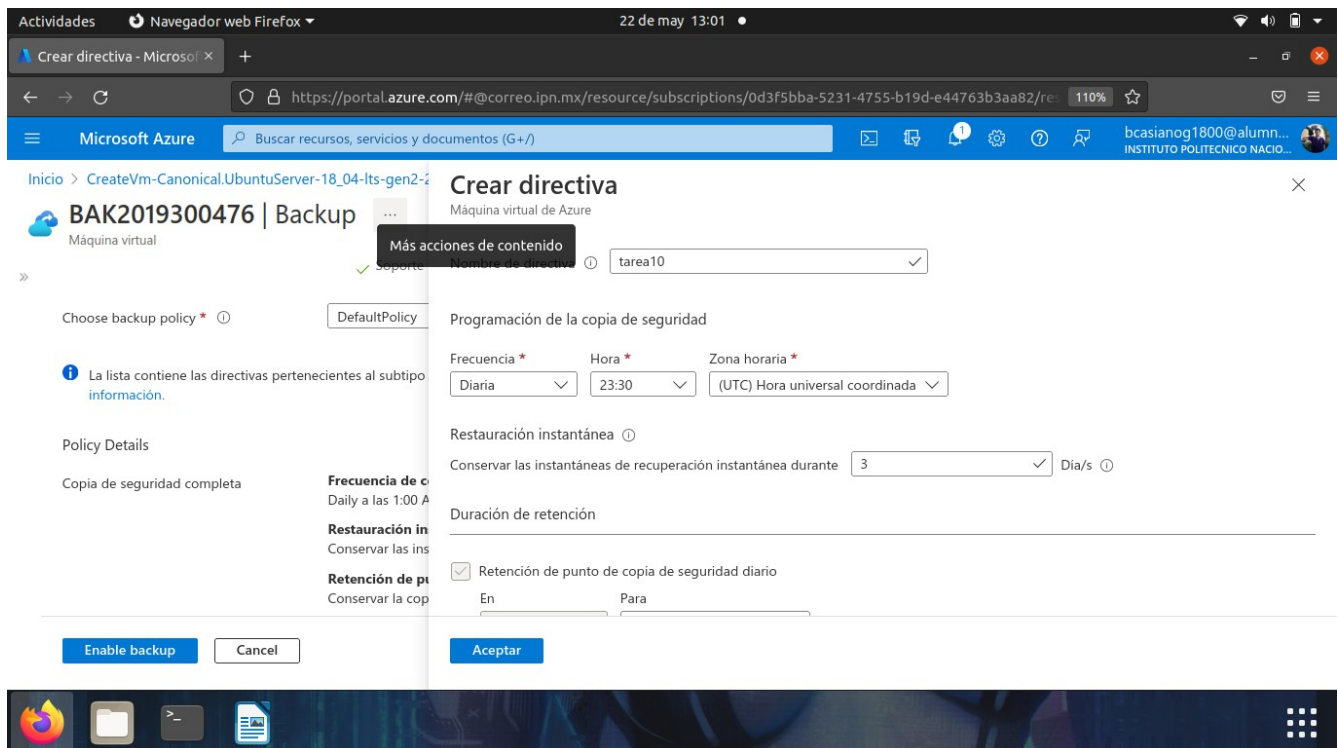 Actividades Navegador web Firefox 22 de may 13:01
Crear directiva - Microsof
https://portal.azure.com/#@correo.ipn.mx/resource/subscriptions/0d3f5bba-5231-4755-b19d-e44763b3aa82/re 110%
Microsoft Azure Buscar recursos, servicios y documentos (G+/) 1 bcasianog1800@alumn...
INSTITUTO POLITECNICO NACIO...
Inicio > CreateVm-Canonical.UbuntuServer-18_04-lts-gen2-2
BAK2019300476 | Backup ...
Máquina virtual
Soporte
Choose backup policy * DefaultPolicy
La lista contiene las directivas pertenecientes al subtipo
información.
Policy Details
Copia de seguridad completa
Frecuencia de c
Daily a las 1:00 A
Restauración in
Conservar las ins
Retención de pu
Conservar la cop
Enable backup Cancel
Más acciones de contenido
Crear directiva
Máquina virtual de Azure
Nombre de directiva tarea10
Programación de la copia de seguridad
Frecuencia * Hora * Zona horaria *
Diaria 23:30 (UTC) Hora universal coordinada
Restauración instantánea
Conservar las instantáneas de recuperación instantánea durante 3 Día/s
Duración de retención
Retención de punto de copia de seguridad diario
En Para
Aceptar